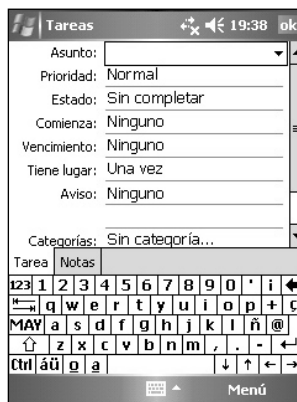 Tareas 19:38 ok
Asunto:
Prioridad: Normal
Estado: Sin completar
Comienza: Ninguno
Vencimiento: Ninguno
Tiene lugar: Una vez
Aviso: Ninguno
Categorías: Sin categoría...
Tarea Notas
123 1 2 3 4 5 6 7 8 9 0 ' ¡
q w e r t y u i o p + ç
MAY a s d f g h j k l ñ @
z x c v b n m , . -
Ctrl áü º ª
Menú